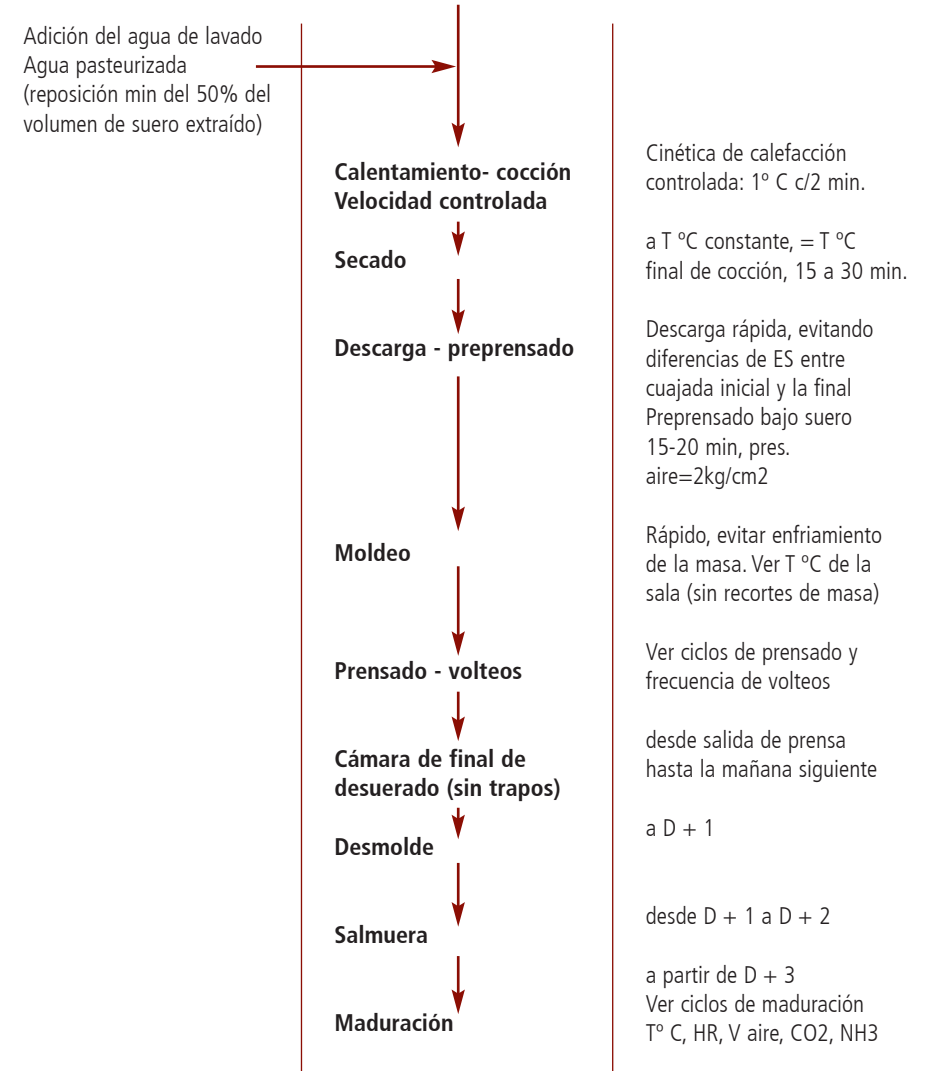 Adición del agua de lavado
Agua pasteurizada
(reposición min del 50% del
volumen de suero extraído)
Calentamiento- cocción
Velocidad controlada
Cinética de calefacción
controlada: 1º C c/2 min.
Secado
a T ºC constante, = T ºC
final de cocción, 15 a 30 min.
Descarga - preprensado
Descarga rápida, evitando
diferencias de ES entre
cuajada inicial y la final
Preprensado bajo suero
15-20 min, pres.
aire=2kg/cm2
Moldeo
Rápido, evitar enfriamiento
de la masa. Ver T ºC de la
sala (sin recortes de masa)
Prensado - volteos
Ver ciclos de prensado y
frecuencia de volteos
Cámara de final de
desuerado (sin trapos)
desde salida de prensa
hasta la mañana siguiente
Desmolde
a D + 1
Salmuera
desde D + 1 a D + 2
Maduración
a partir de D + 3
Ver ciclos de maduración
Tº C, HR, V aire, CO2, NH3